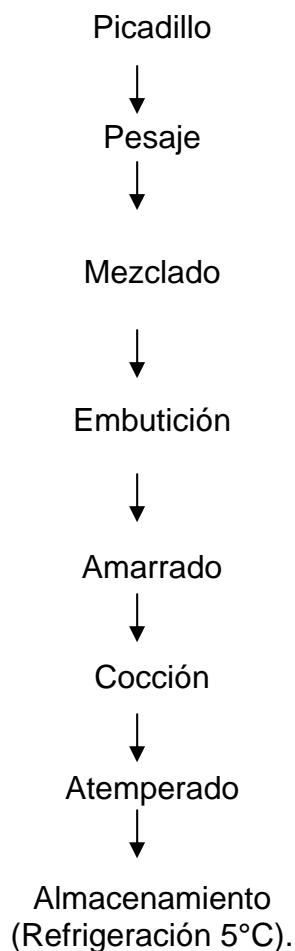 Picadillo
Pesaje
Mezclado
Embutición
Amarrado
Cocción
Atemperado
Almacenamiento
(Refrigeración 5°C).